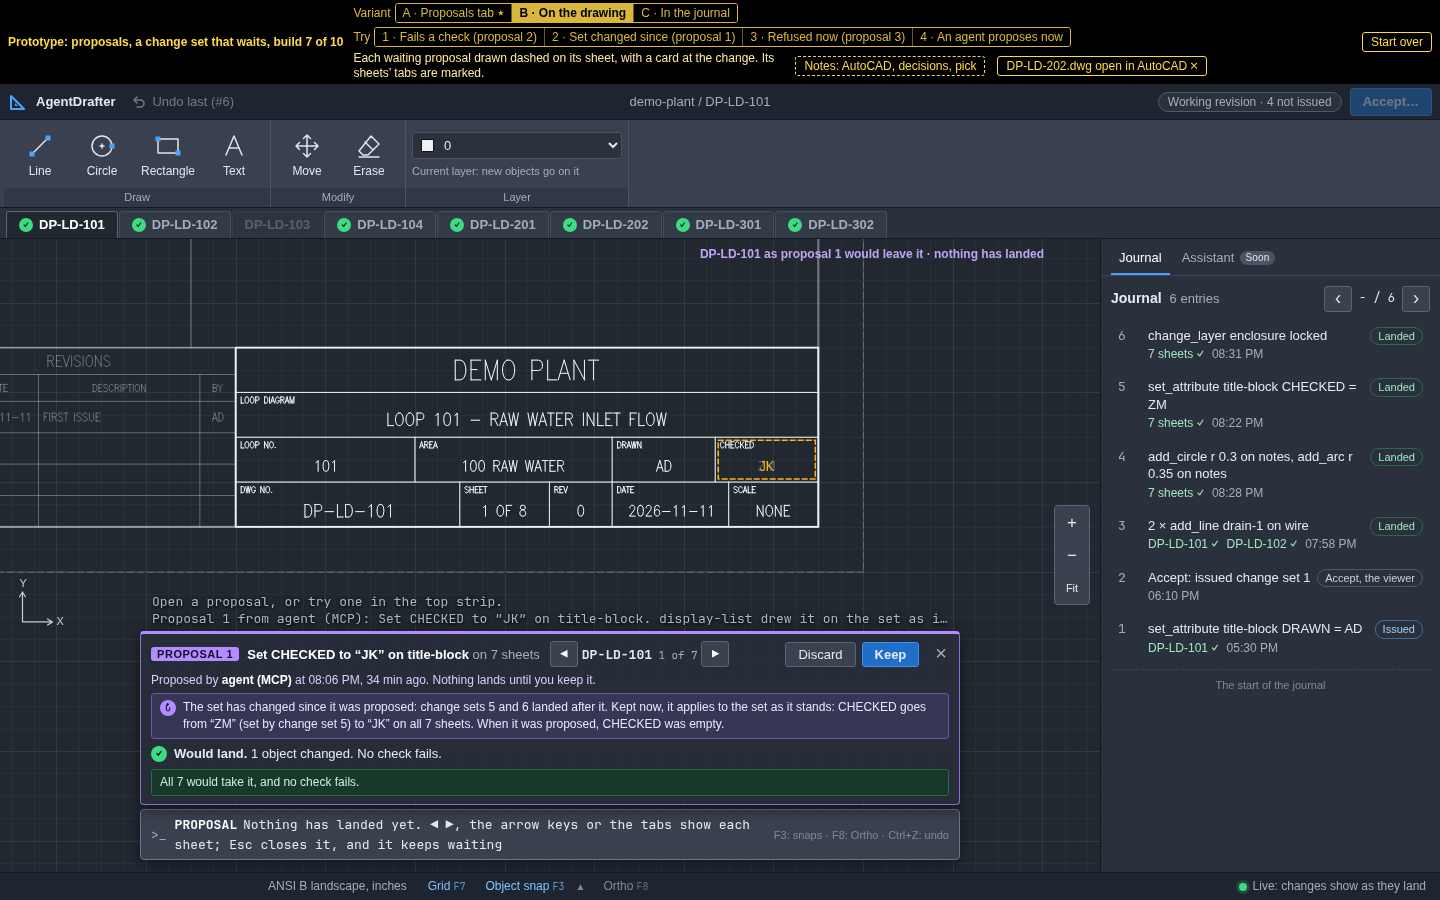 Variant A · Proposals tab ★ B · On the drawing C · In the journal
Prototype: proposals, a change set that waits, build 7 of 10
Try 1 · Fails a check (proposal 2) 2 · Set changed since (proposal 1) 3 · Refused now (proposal 3) 4 · An agent proposes now
Start over
Each waiting proposal drawn dashed on its sheet, with a card at the change. Its
sheets’ tabs are marked.
Notes: AutoCAD, decisions, pick DP-LD-202.dwg open in AutoCAD ✕
AgentDrafter Undo last (#6) demo-plant / DP-LD-101 Working revision · 4 not issued Accept…
Line Circle Rectangle Text Move Erase
0
Current layer: new objects go on it
Draw Modify Layer
DP-LD-101 DP-LD-102 DP-LD-103 DP-LD-104 DP-LD-201 DP-LD-202 DP-LD-301 DP-LD-302
DP-LD-101 as proposal 1 would leave it · nothing has landed
REVISIONS
TE DESCRIPTION BY
11-11 FIRST ISSUE AD
DEMO PLANT
LOOP DIAGRAM
LOOP 101 – RAW WATER INLET FLOW
LOOP NO. AREA DRAWN CHECKED
101 100 RAW WATER AD JK
DWG NO. SHEET REV DATE SCALE
DP-LD-101 1 OF 8 0 2026-11-11 NONE
Y
X
+
−
Fit
Open a proposal, or try one in the top strip.
Proposal 1 from agent (MCP): Set CHECKED to “JK” on title-block. display-list drew it on the set as i…
PROPOSAL 1 Set CHECKED to “JK” on title-block on 7 sheets ◀ DP-LD-101 1 of 7 ▶ Discard Keep ✕
Proposed by agent (MCP) at 08:06 PM, 34 min ago. Nothing lands until you keep it.
The set has changed since it was proposed: change sets 5 and 6 landed after it. Kept now, it applies to the set as it stands: CHECKED goes
from “ZM” (set by change set 5) to “JK” on all 7 sheets. When it was proposed, CHECKED was empty.
Would land. 1 object changed. No check fails.
All 7 would take it, and no check fails.
>_ PROPOSAL Nothing has landed yet. ◀ ▶, the arrow keys or the tabs show each
sheet; Esc closes it, and it keeps waiting
F3: snaps · F8: Ortho · Ctrl+Z: undo
Journal Assistant Soon
Journal 6 entries ‹ - / 6 ›
6 change_layer enclosure locked Landed
7 sheets ✓ 08:31 PM
5 set_attribute title-block CHECKED = Landed
ZM
7 sheets ✓ 08:22 PM
4 add_circle r 0.3 on notes, add_arc r Landed
0.35 on notes
7 sheets ✓ 08:28 PM
3 2 × add_line drain-1 on wire Landed
DP-LD-101 ✓ DP-LD-102 ✓ 07:58 PM
2 Accept: issued change set 1 Accept, the viewer
06:10 PM
1 set_attribute title-block DRAWN = AD Issued
DP-LD-101 ✓ 05:30 PM
The start of the journal
ANSI B landscape, inches Grid F7 Object snap F3 ▲ Ortho F8 Live: changes show as they land